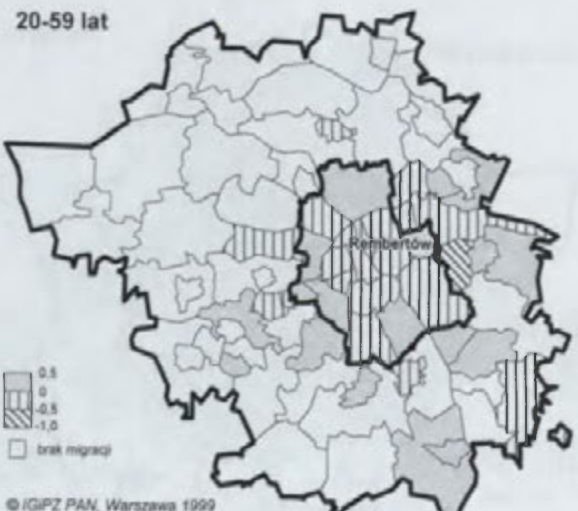 20-59 lat
Rembertów
0,5
0
-0,5
-1,0
brak migracji
© IGiPZ PAN, Warszawa 1999